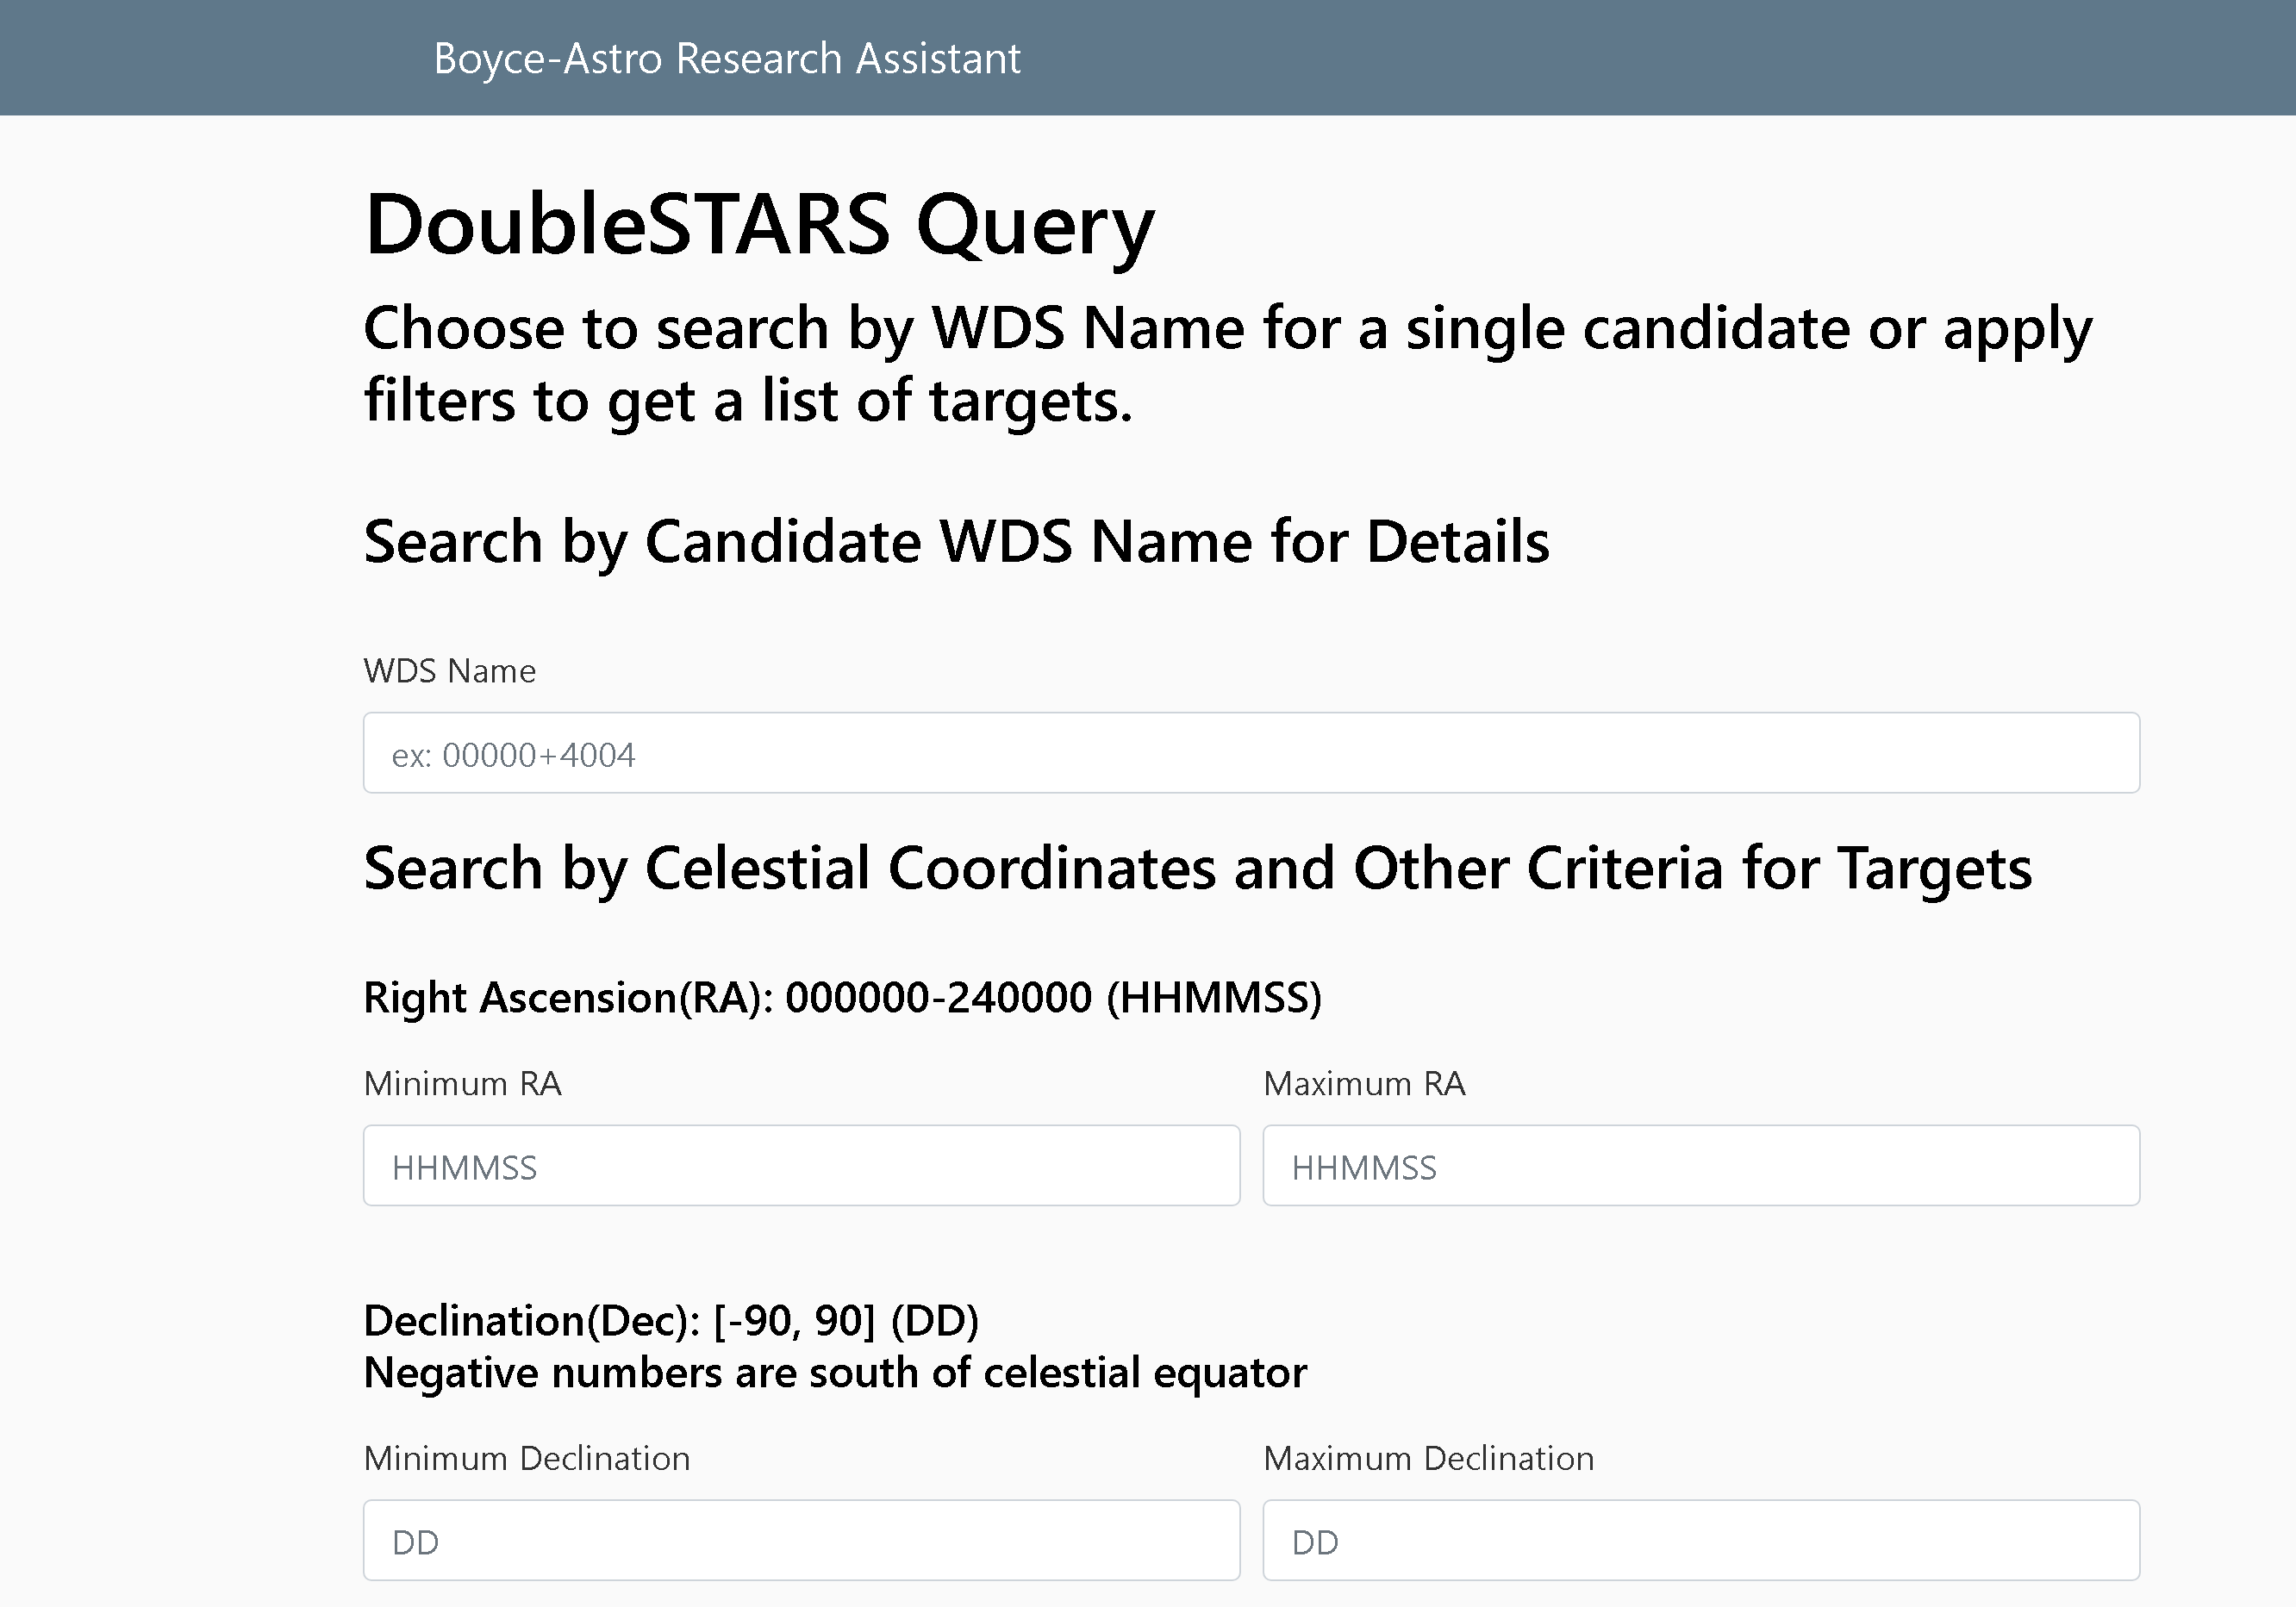 Boyce-Astro Research Assistant
DoubleSTARS Query
Choose to search by WDS Name for a single candidate or apply
filters to get a list of targets.
Search by Candidate WDS Name for Details
WDS Name
ex: 00000+4004
Search by Celestial Coordinates and Other Criteria for Targets
Right Ascension(RA): 000000-240000 (HHMMSS)
Minimum RA
Maximum RA
HHMMSS
HHMMSS
Declination(Dec): [-90, 90] (DD)
Negative numbers are south of celestial equator
Minimum Declination
Maximum Declination
DD
DD